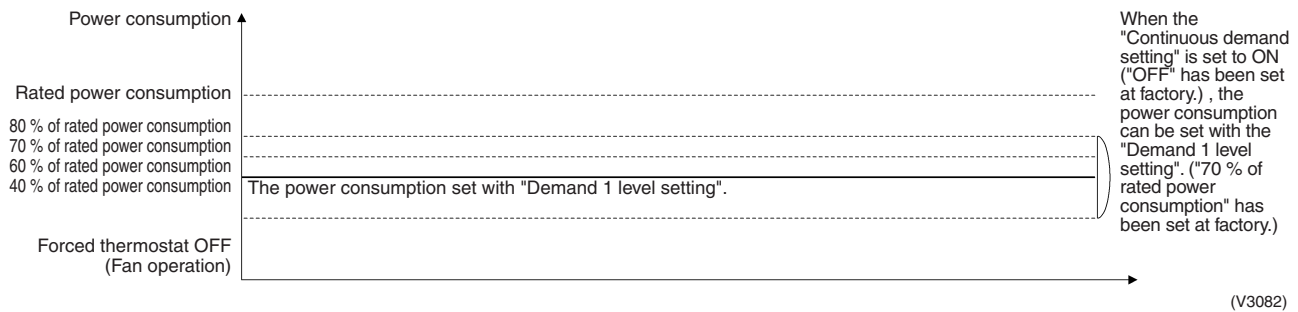 Power consumption
Rated power consumption
80 % of rated power consumption
70 % of rated power consumption
60 % of rated power consumption
40 % of rated power consumption
Forced thermostat OFF
(Fan operation)
The power consumption set with "Demand 1 level setting".
When the
"Continuous demand
setting" is set to ON
("OFF" has been set
at factory.) , the
power consumption
can be set with the
"Demand 1 level
setting". ("70 % of
rated power
consumption" has
been set at factory.)
(V3082)